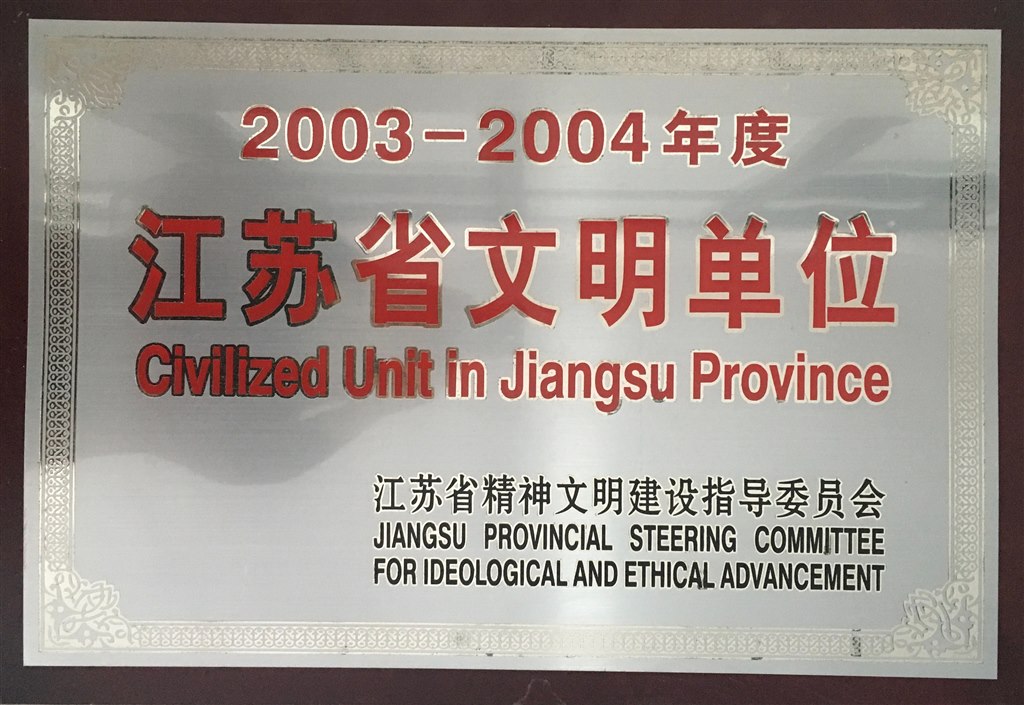 2003-2004年度
江苏省文明单位
Civilized Unit in Jiangsu Province
江苏省精神文明建设指导委员会
JIANGSU PROVINCIAL STEERING COMMITTEE
FOR IDEOLOGICAL AND ETHICAL ADVANCEMENT